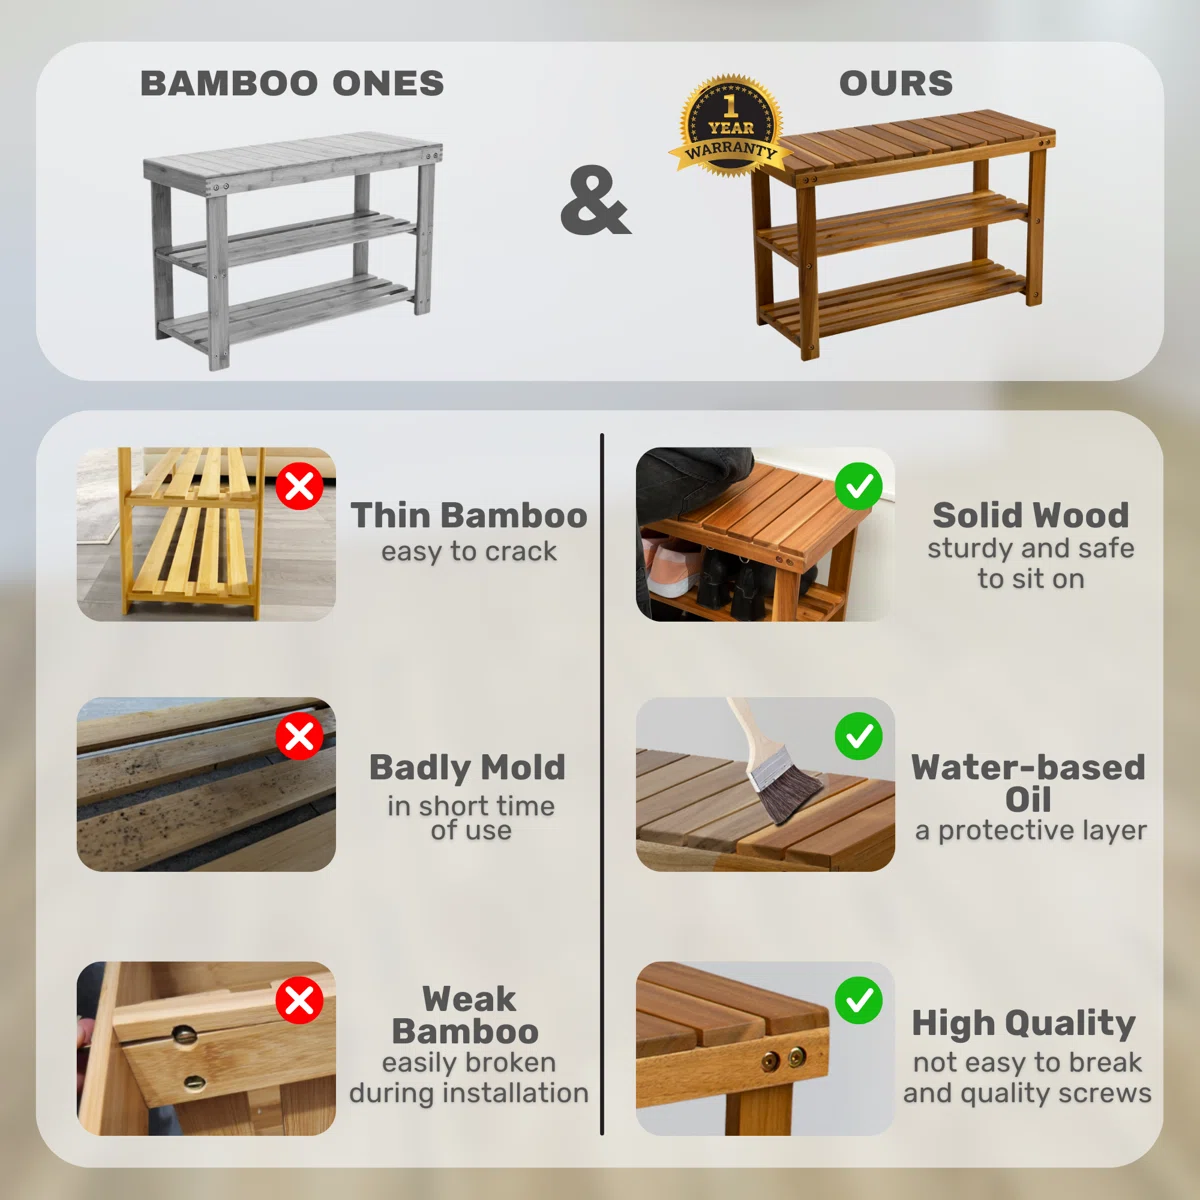 BAMBOO ONES
&
1
YEAR
WARRANTY
OURS
Thin Bamboo
easy to crack
Solid Wood
sturdy and safe
to sit on
Badly Mold
in short time
of use
Water-based
Oil
a protective layer
Weak
Bamboo
easily broken
during installation
High Quality
not easy to break
and quality screws